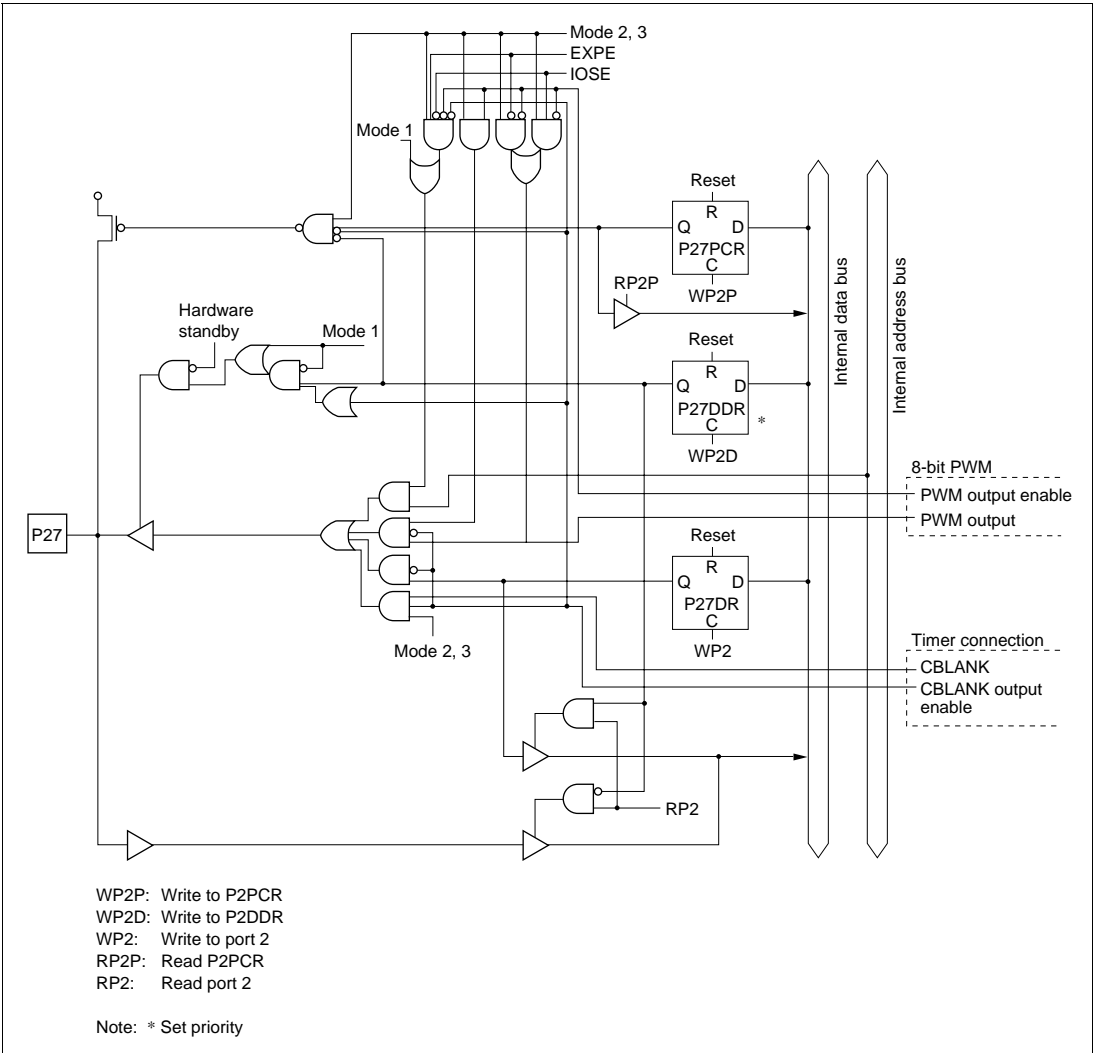 Mode 2, 3
EXPE
IOSE
Mode 1
Reset
R
Q D
P27PCR
C
WP2P
RP2P
Hardware
standby
Mode 1
Reset
R
Q D
P27DDR
C
*
WP2D
Internal data bus
Internal address bus
8-bit PWM
PWM output enable
PWM output
P27
Reset
R
Q D
P27DR
C
WP2
Mode 2, 3
Timer connection
CBLANK
CBLANK output
enable
RP2
WP2P: Write to P2PCR
WP2D: Write to P2DDR
WP2: Write to port 2
RP2P: Read P2PCR
RP2: Read port 2
Note: * Set priority